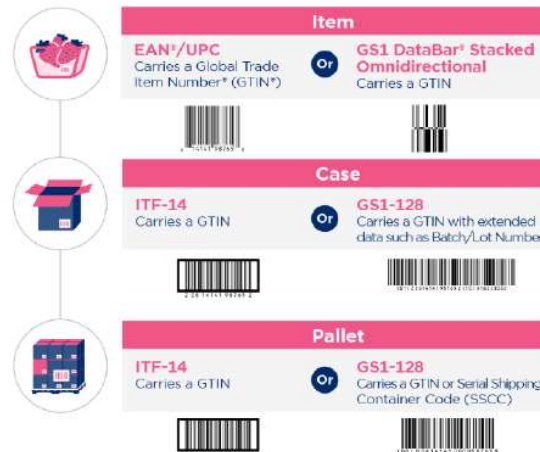 Item
EAN®/UPC
Carries a Global Trade
Item Number® (GTIN®)
Or
GS1 DataBar® Stacked
Omnidirectional
Carries a GTIN
Case
ITF-14
Carries a GTIN
Or
GS1-128
Carries a GTIN with extended
data such as Batch/Lot Number
Pallet
ITF-14
Carries a GTIN
Or
GS1-128
Carries a GTIN or Serial Shipping
Container Code (SSCC)